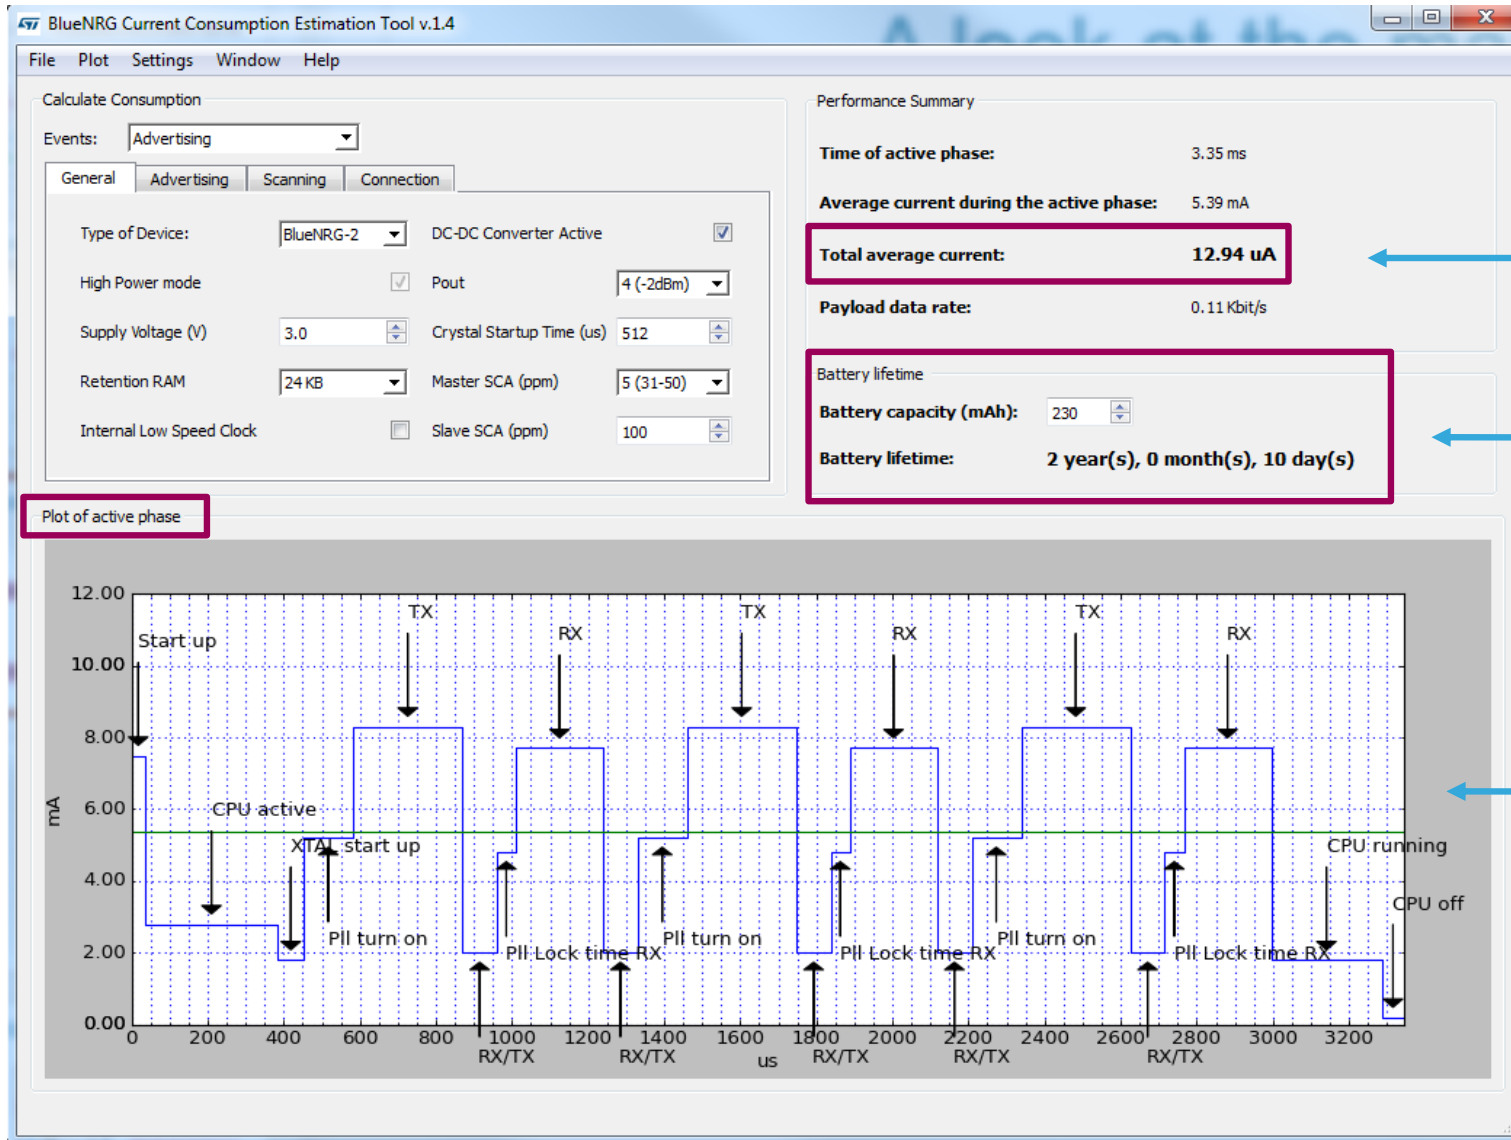 BlueNRG Current Consumption Estimation Tool v.1.4
File Plot Settings Window Help
Calculate Consumption
Events: Advertising
General Advertising Scanning Connection
Type of Device: BlueNRG-2 DC-DC Converter Active
High Power mode Pout 4 (-2dBm)
Supply Voltage (V) 3.0 Crystal Startup Time (us) 512
Retention RAM 24 KB Master SCA (ppm) 5 (31-50)
Internal Low Speed Clock Slave SCA (ppm) 100
Performance Summary
Time of active phase: 3.35 ms
Average current during the active phase: 5.39 mA
Total average current: 12.94 uA
Payload data rate: 0.11 Kbit/s
Battery lifetime
Battery capacity (mAh): 230
Battery lifetime: 2 year(s), 0 month(s), 10 day(s)
Plot of active phase
12.00
10.00
8.00
6.00
4.00
2.00
0.00
mA
TX TX TX
Start up RX RX RX
CPU active
XTAL start up CPU running
CPU off
Pll turn on Pll turn on Pll turn on
Pll Lock time RX Pll Lock time RX Pll Lock time RX
0 200 400 600 800 1000 1200 1400 1600 1800 2000 2200 2400 2600 2800 3000 3200
RX/TX RX/TX RX/TX RX/TX RX/TX
us